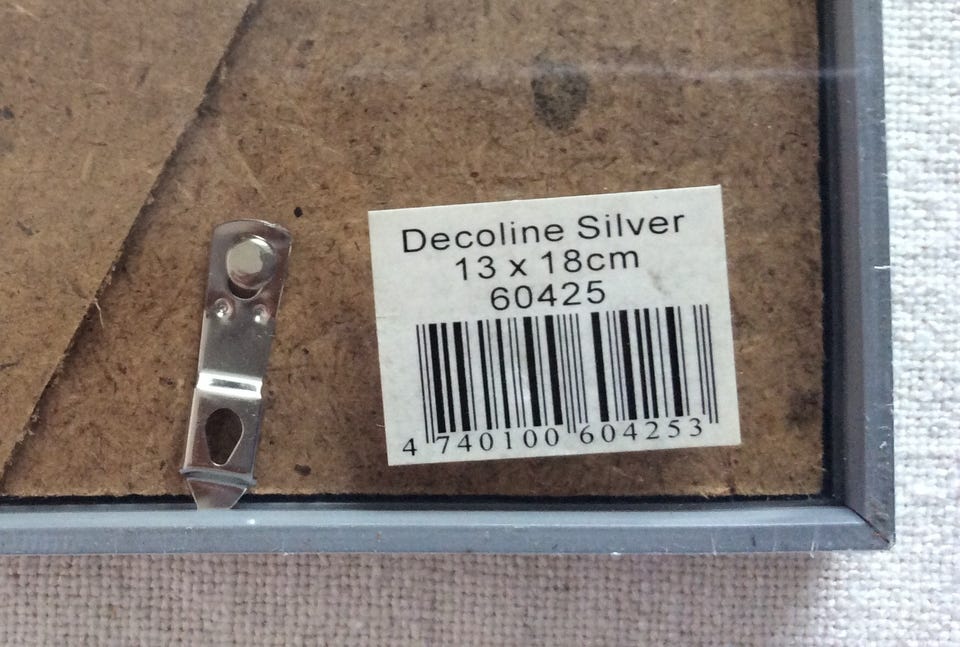 Decoline Silver
13 x 18cm
60425
4 740100 604253